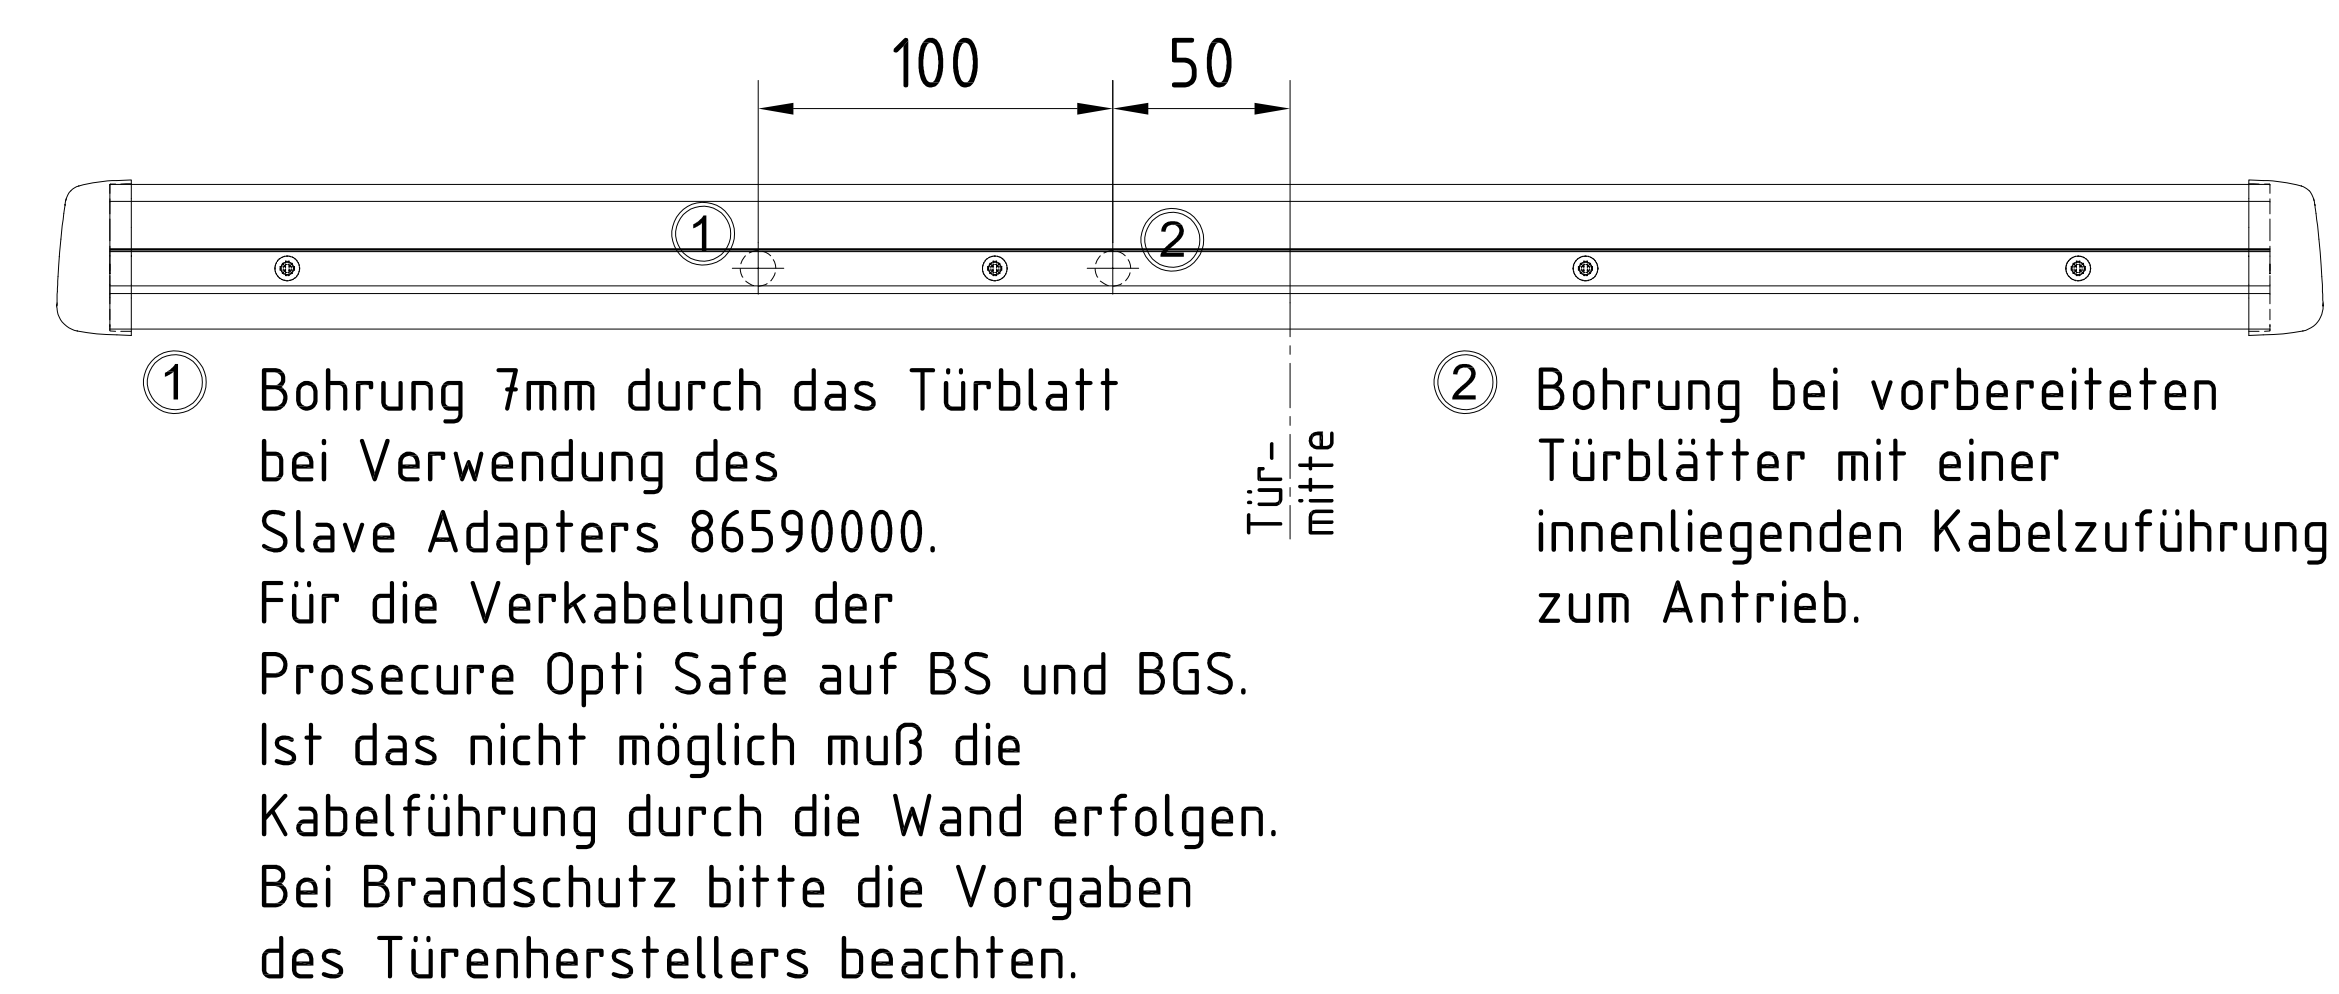 100
50
1
2
1
Bohrung 7mm durch das Türblatt
bei Verwendung des
Slave Adapters 86590000.
Für die Verkabelung der
Prosecure Opti Safe auf BS und BGS.
Ist das nicht möglich muß die
Kabelführung durch die Wand erfolgen.
Bei Brandschutz bitte die Vorgaben
des Türenherstellers beachten.
Tür-
mitte
2
Bohrung bei vorbereiteten
Türblätter mit einer
innenliegenden Kabelzuführung
zum Antrieb.